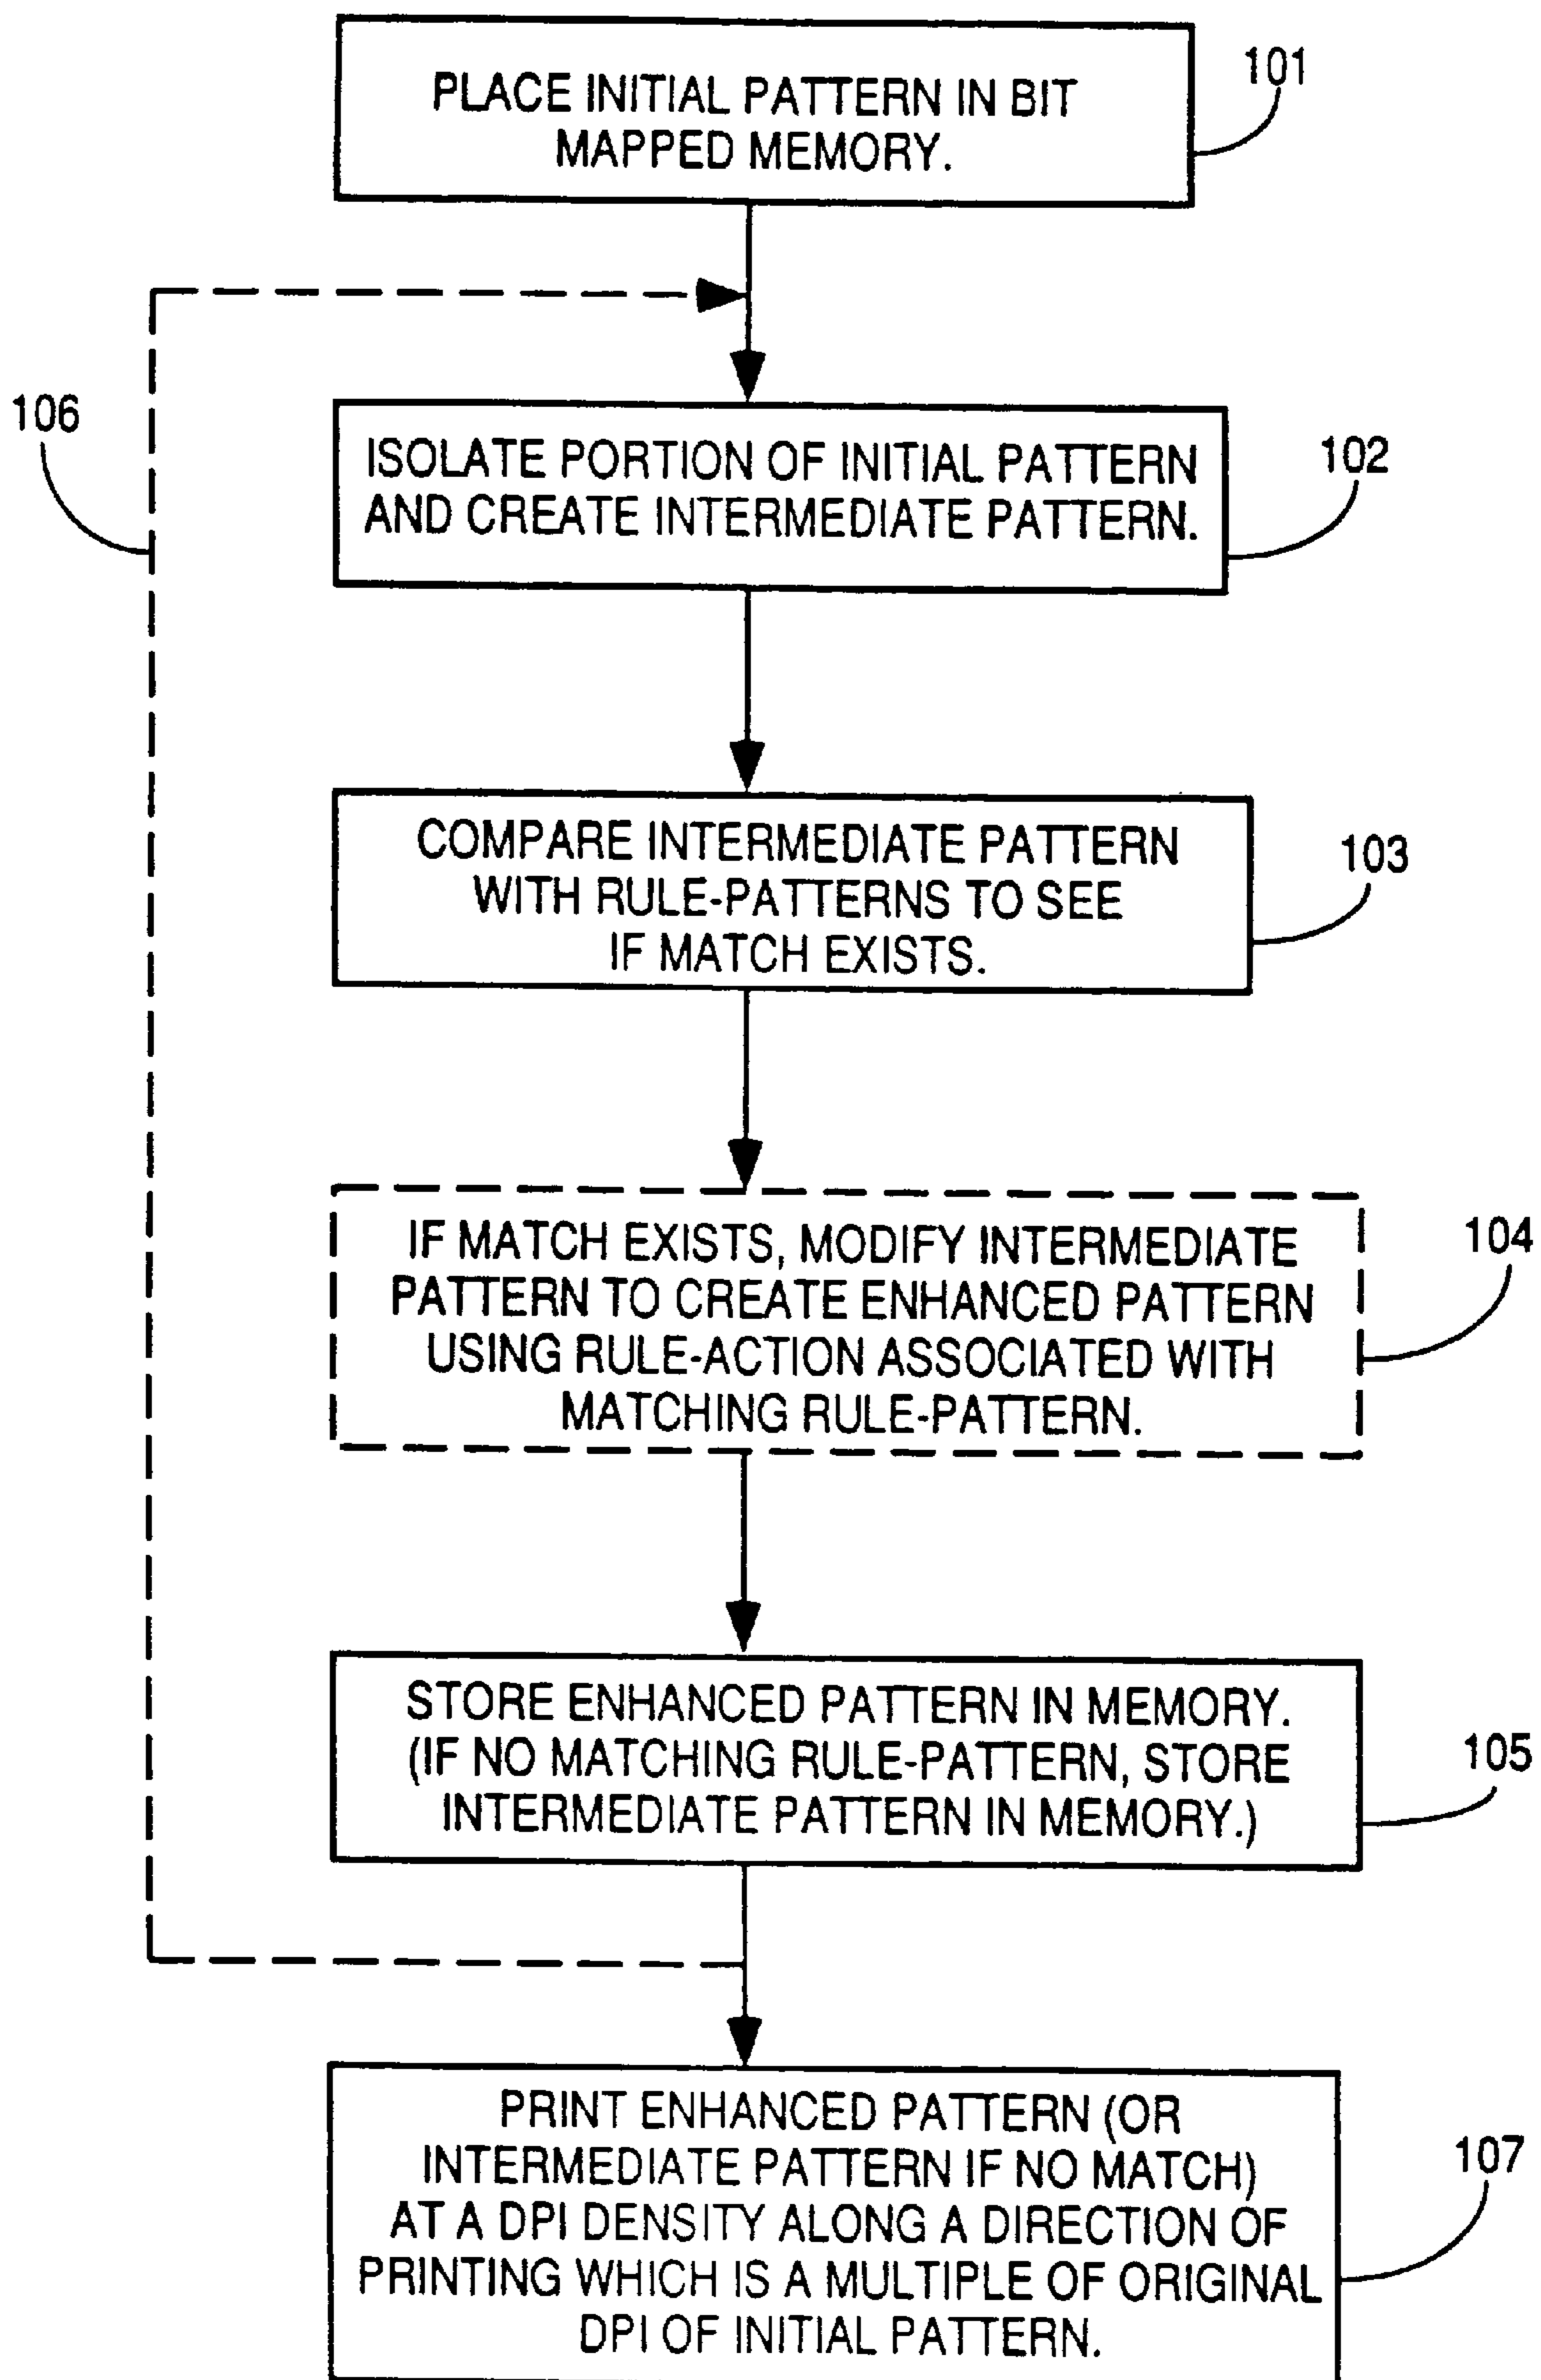 PLACE INITIAL PATTERN IN BIT
MAPPED MEMORY.
101
106
ISOLATE PORTION OF INITIAL PATTERN
AND CREATE INTERMEDIATE PATTERN.
102
COMPARE INTERMEDIATE PATTERN
WITH RULE-PATTERNS TO SEE
IF MATCH EXISTS.
103
IF MATCH EXISTS, MODIFY INTERMEDIATE
PATTERN TO CREATE ENHANCED PATTERN
USING RULE-ACTION ASSOCIATED WITH
MATCHING RULE-PATTERN.
104
STORE ENHANCED PATTERN IN MEMORY.
(IF NO MATCHING RULE-PATTERN, STORE
INTERMEDIATE PATTERN IN MEMORY.)
105
PRINT ENHANCED PATTERN (OR
INTERMEDIATE PATTERN IF NO MATCH)
AT A DPI DENSITY ALONG A DIRECTION OF
PRINTING WHICH IS A MULTIPLE OF ORIGINAL
DPI OF INITIAL PATTERN.
107